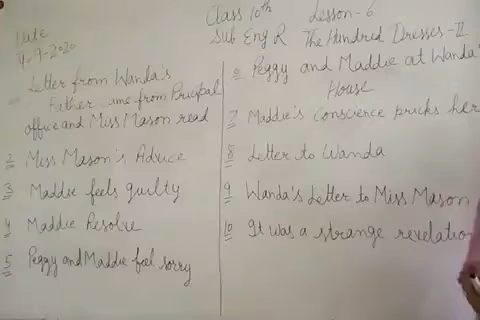 Date
4-9-2020
Class 10th Lesson-6
Sub Eng R The Hundred Dresses-II
Letter from Wanda's
Father came from Principal
office and Miss Mason read
2 Miss Mason's Advice
3 Maddie feels guilty
4 Maddie Resolve
5 Peggy and Maddie feel sorry
Peggy and Maddie at Wanda's
House
7 Maddie's conscience pricks her
8 Letter to Wanda
9 Wanda's Letter to Miss Mason
10 It was a strange revelation